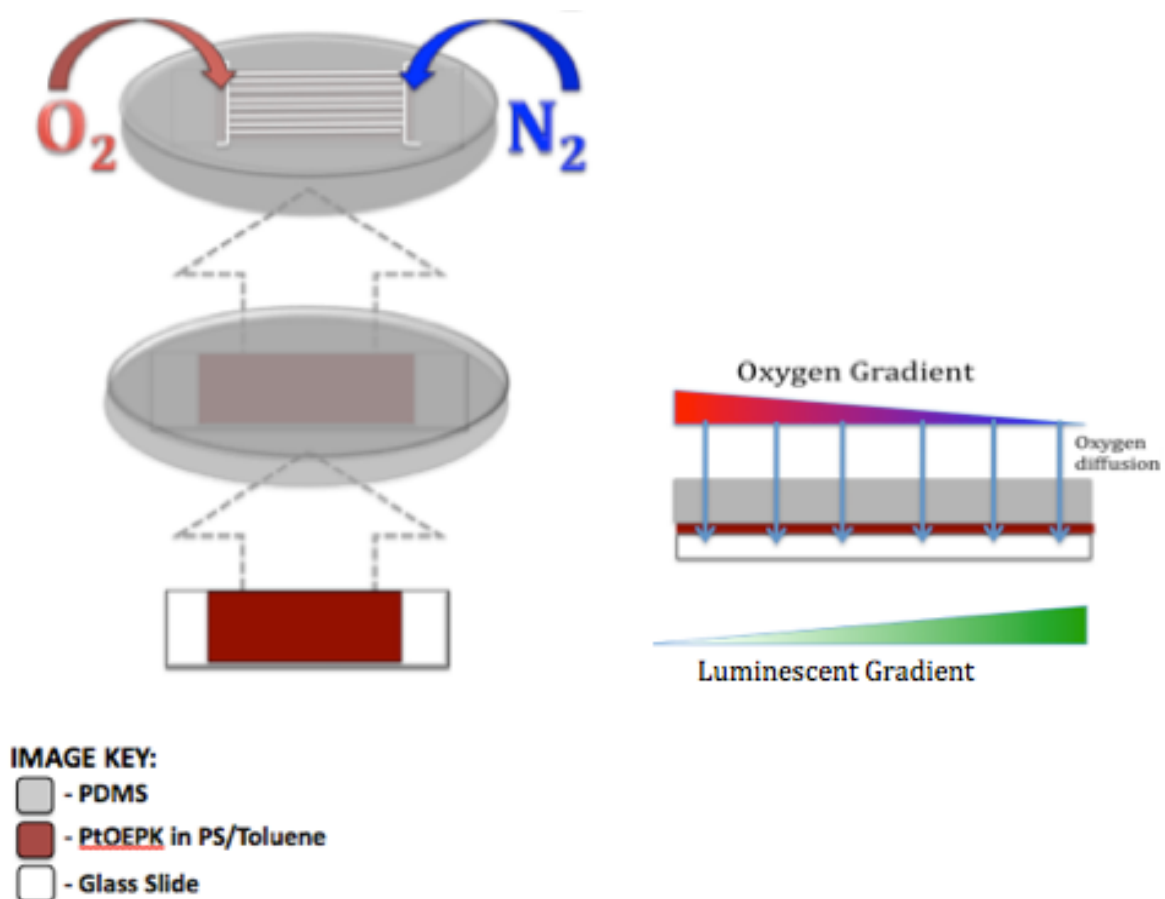 O2
N2
Oxygen Gradient
Oxygen
diffusion
Luminescent Gradient
IMAGE KEY:
- PDMS
- PtOEPK in PS/Toluene
- Glass Slide